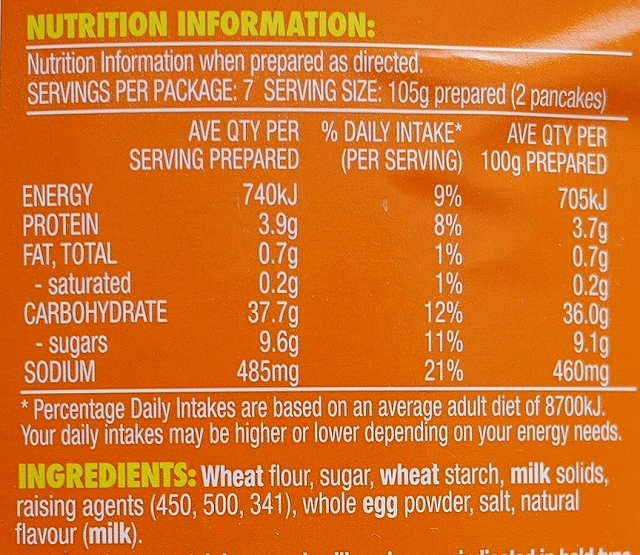 NUTRITION INFORMATION:
Nutrition Information when prepared as directed.
SERVINGS PER PACKAGE: 7 SERVING SIZE: 105g prepared (2 pancakes)
AVE QTY PER % DAILY INTAKE* AVE QTY PER
SERVING PREPARED (PER SERVING) 100g PREPARED
ENERGY 740kJ 9% 705kJ
PROTEIN 3.9g 8% 3.7g
FAT, TOTAL 0.7g 1% 0.7g
- saturated 0.2g 1% 0.2g
CARBOHYDRATE 37.7g 12% 36.0g
- sugars 9.6g 11% 9.1g
SODIUM 485mg 21% 460mg
* Percentage Daily Intakes are based on an average adult diet of 8700kJ.
Your daily intakes may be higher or lower depending on your energy needs.
INGREDIENTS: Wheat flour, sugar, wheat starch, milk solids,
raising agents (450, 500, 341), whole egg powder, salt, natural
flavour (milk).
indicated in bold type